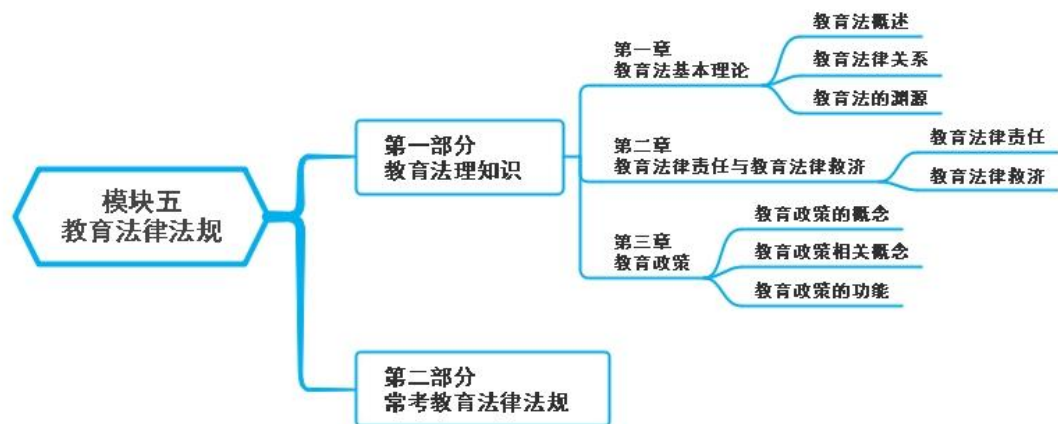 模块五
教育法律法规
第一部分
教育法理知识
第一章
教育法基本理论
教育法概述
教育法律关系
教育法的渊源
第二章
教育法律责任与教育法律救济
教育法律责任
教育法律救济
第三章
教育政策
教育政策的概念
教育政策相关概念
教育政策的功能
第二部分
常考教育法律法规